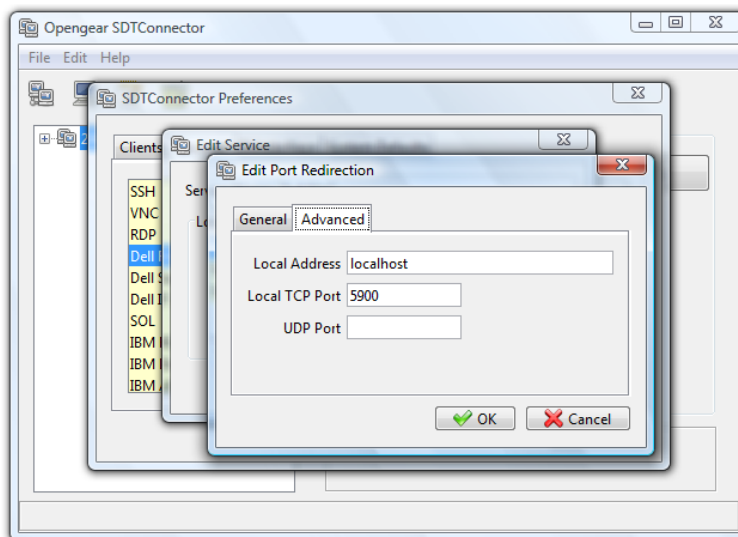 Opengear SDTConnector
File Edit Help
SDTConnector Preferences
Clients
Edit Service
Edit Port Redirection
SSH
VNC
RDP
Dell
Dell
Dell
SOL
IBM
IBM
IBM
General Advanced
Local Address localhost
Local TCP Port 5900
UDP Port
OK Cancel